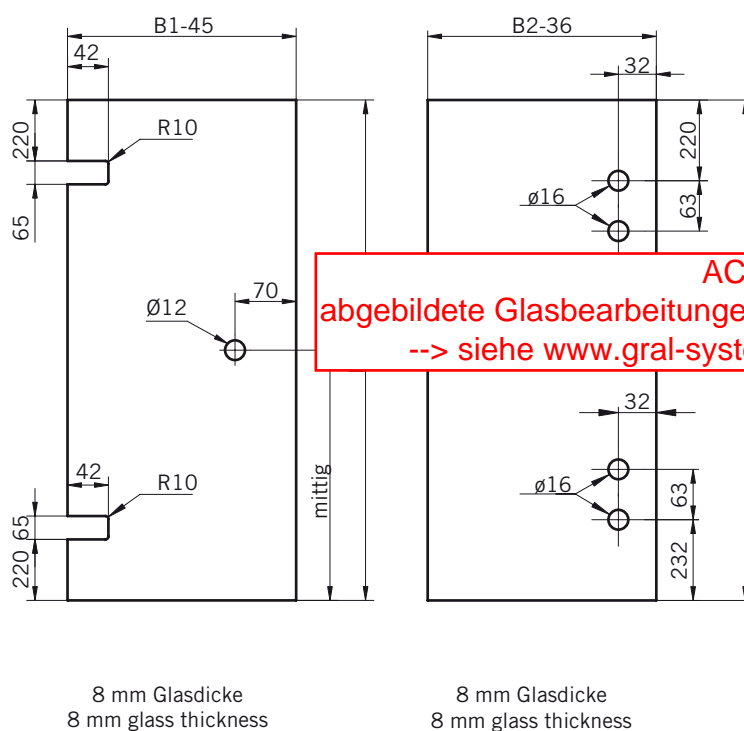 B1-45
42
220
R10
65
Ø12
70
42
R10
65
220
mittig
B2-36
32
220
ø16
63
AC
abgebildete Glasbearbeitunge
--> siehe www.gral-syste
32
ø16
63
232
8 mm Glasdicke
8 mm glass thickness
8 mm Glasdicke
8 mm glass thickness